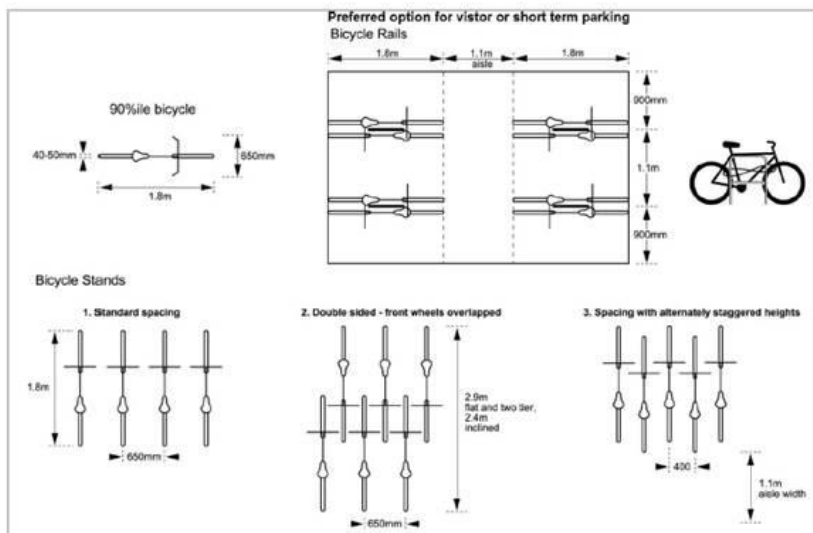 Preferred option for vistor or short term parking
Bicycle Rails
1.8m
1.1m
aisle
1.8m
900mm
1.1m
900mm
90%ile bicycle
40-50mm
650mm
1.8m
Bicycle Stands
1. Standard spacing
1.8m
650mm
2. Double sided - front wheels overlapped
2.9m
flat and two tier,
2.4m
inclined
650mm
3. Spacing with alternately staggered heights
400
1.1m
aisle width